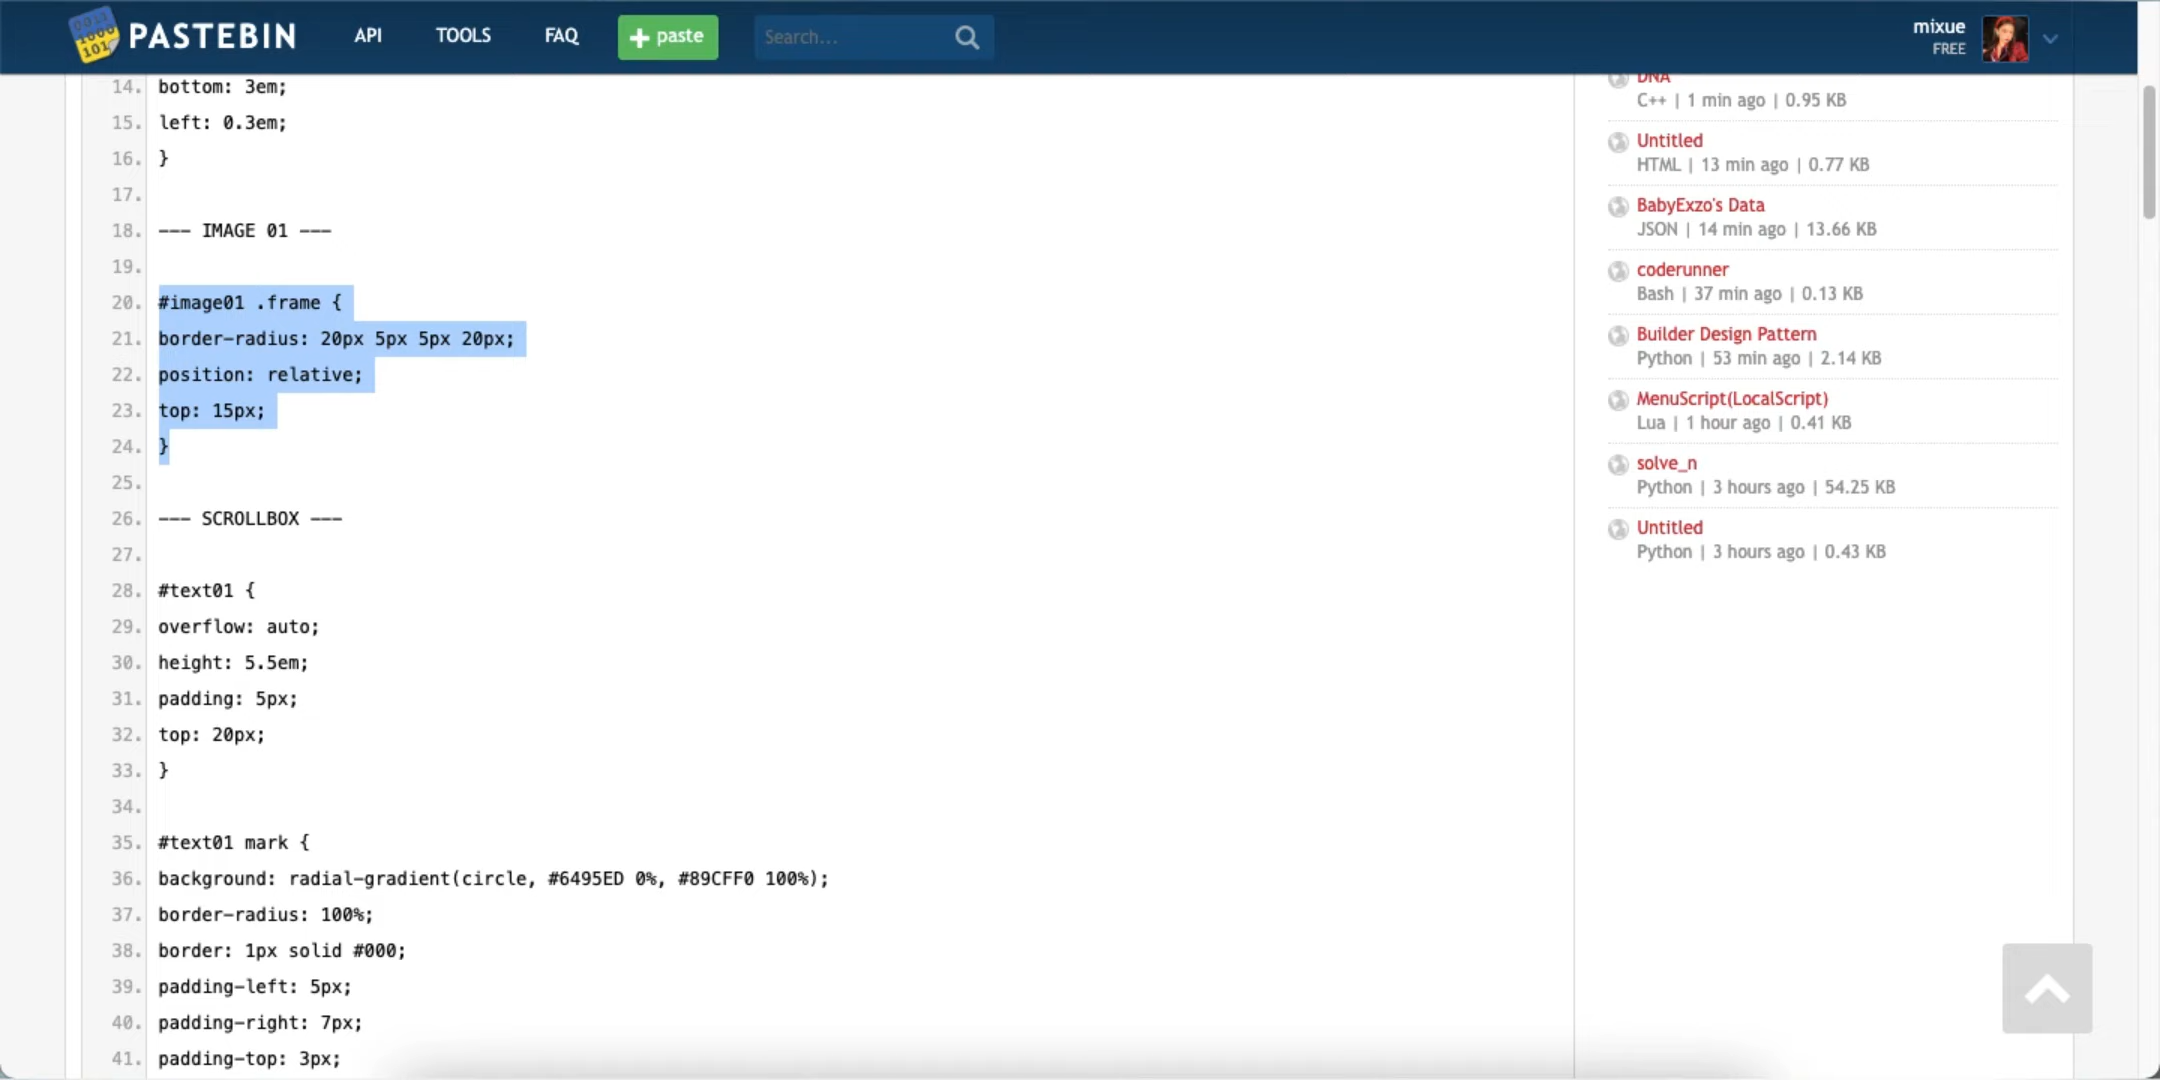 PASTEBIN API TOOLS FAQ + paste Search... mixue
FREE
14. bottom: 3em;
15. left: 0.3em;
16. }
17.
18. --- IMAGE 01 ---
19.
20. #image01 .frame {
21. border-radius: 20px 5px 5px 20px;
22. position: relative;
23. top: 15px;
24. }
25.
26. --- SCROLLBOX ---
27.
28. #text01 {
29. overflow: auto;
30. height: 5.5em;
31. padding: 5px;
32. top: 20px;
33. }
34.
35. #text01 mark {
36. background: radial-gradient(circle, #6495ED 0%, #89CFF0 100%);
37. border-radius: 100%;
38. border: 1px solid #000;
39. padding-left: 5px;
40. padding-right: 7px;
41. padding-top: 3px;
DNA
C++ | 1 min ago | 0.95 KB
Untitled
HTML | 13 min ago | 0.77 KB
BabyExzo's Data
JSON | 14 min ago | 13.66 KB
coderunner
Bash | 37 min ago | 0.13 KB
Builder Design Pattern
Python | 53 min ago | 2.14 KB
MenuScript(LocalScript)
Lua | 1 hour ago | 0.41 KB
solve_n
Python | 3 hours ago | 54.25 KB
Untitled
Python | 3 hours ago | 0.43 KB